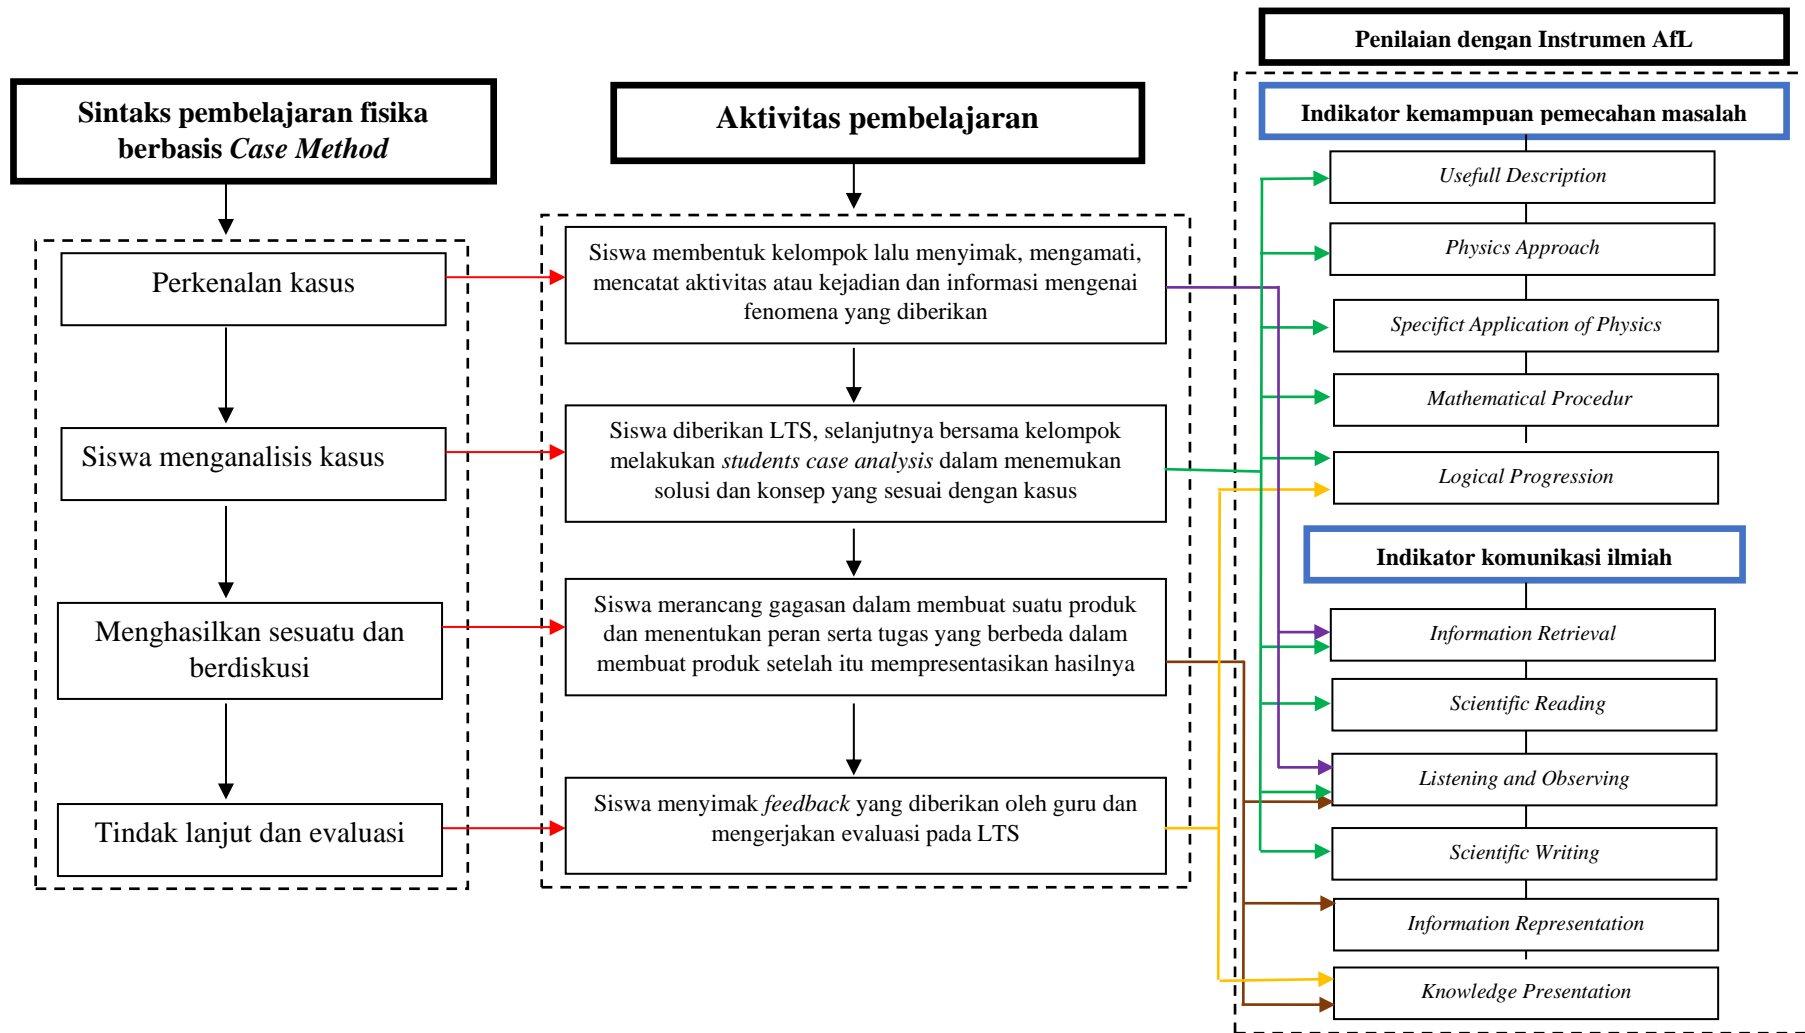 Penilaian dengan Instrumen AfL
Sintaks pembelajaran fisika
berbasis Case Method
Perkenalan kasus
Siswa menganalisis kasus
Menghasilkan sesuatu dan
berdiskusi
Tindak lanjut dan evaluasi
Aktivitas pembelajaran
Siswa membentuk kelompok lalu menyimak, mengamati,
mencatat aktivitas atau kejadian dan informasi mengenai
fenomena yang diberikan
Siswa diberikan LTS, selanjutnya bersama kelompok
melakukan students case analysis dalam menemukan
solusi dan konsep yang sesuai dengan kasus
Siswa merancang gagasan dalam membuat suatu produk
dan menentukan peran serta tugas yang berbeda dalam
membuat produk setelah itu mempresentasikan hasilnya
Siswa menyimak feedback yang diberikan oleh guru dan
mengerjakan evaluasi pada LTS
Indikator kemampuan pemecahan masalah
Usefull Description
Physics Approach
Specifict Application of Physics
Mathematical Procedur
Logical Progression
Indikator komunikasi ilmiah
Information Retrieval
Scientific Reading
Listening and Observing
Scientific Writing
Information Representation
Knowledge Presentation